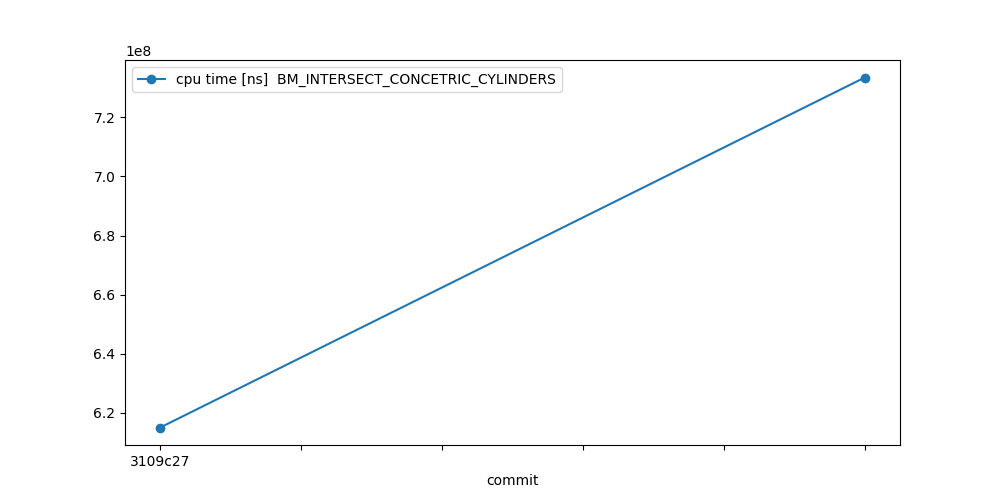 1e8
cpu time [ns]  BM_INTERSECT_CONCETRIC_CYLINDERS
7.2
7.0
6.8
6.6
6.4
6.2
3109c27
commit